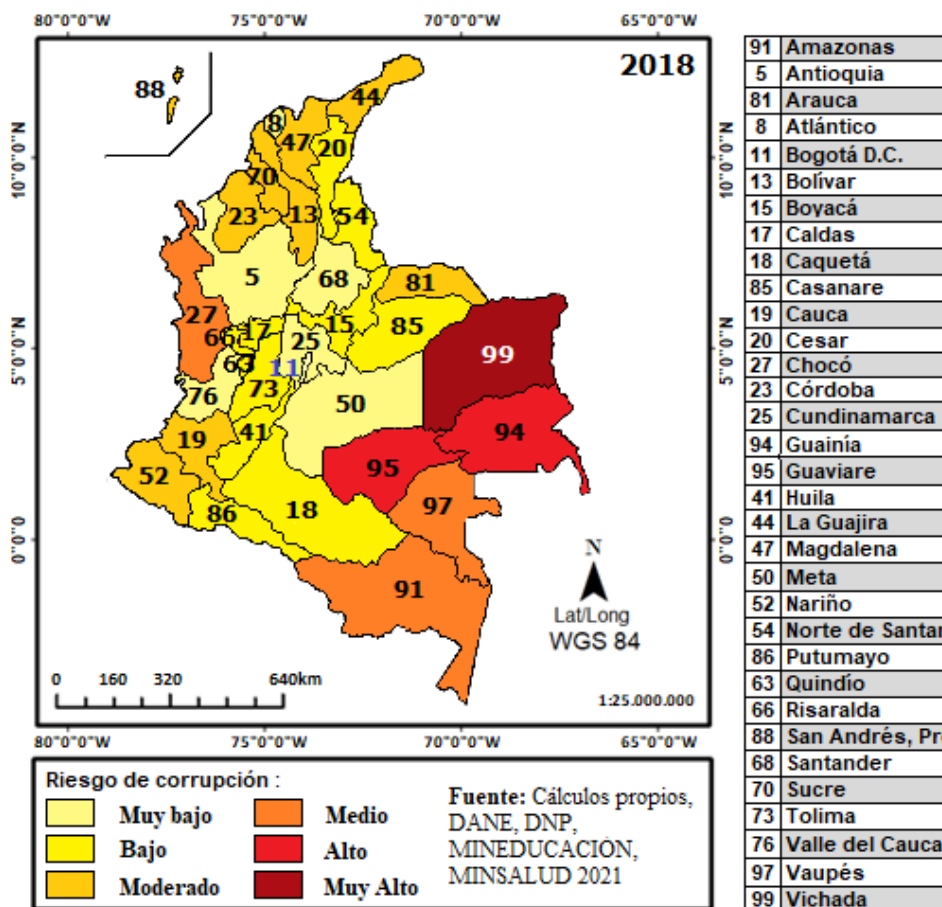 80°0'0"W 75°0'0"W 70°0'0"W 65°0'0"W
2018
88
44
8
47
20
70
23
13
54
5
68
81
27
66
17
15
85
25
99
63
11
73
76
50
41
94
19
95
52
97
86
18
91
10°0'0"N 10°0'0"N
5°0'0"N 5°0'0"N
0°0'0" 0°0'0"
N
Lat/Long
WGS 84
0 160 320 640km
1:25.000.000
80°0'0"W 75°0'0"W 70°0'0"W 65°0'0"W
Riesgo de corrupción :
Muy bajo
Bajo
Moderado
Medio
Alto
Muy Alto
Fuente: Cálculos propios,
DANE, DNP,
MINEDUCACIÓN,
MINSALUD 2021
91 Amazonas
5 Antioquia
81 Arauca
8 Atlántico
11 Bogotá D.C.
13 Bolívar
15 Boyacá
17 Caldas
18 Caquetá
85 Casanare
19 Cauca
20 Cesar
27 Chocó
23 Córdoba
25 Cundinamarca
94 Guainía
95 Guaviare
41 Huila
44 La Guajira
47 Magdalena
50 Meta
52 Nariño
54 Norte de Santa
86 Putumayo
63 Quindío
66 Risaralda
88 San Andrés, Pr
68 Santander
70 Sucre
73 Tolima
76 Valle del Cauca
97 Vaupés
99 Vichada